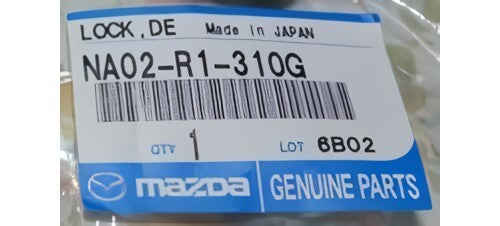 LOCK,DE Made in JAPAN
NA02-R1-310G
QTY 1 LOT 6B02
mazda GENUINE PARTS